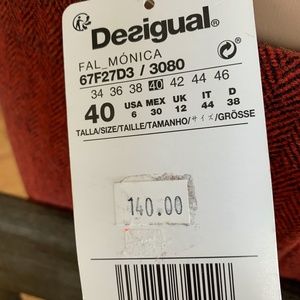 Desigual®
FAL_MÓNICA
67F27D3 / 3080
34 36 38 40 42 44 46
40
USA MEX UK IT D
6 30 12 44 38
TALLA/SIZE/TAILLE/TAMANHO/サイズ/GRÖSSE
140.00